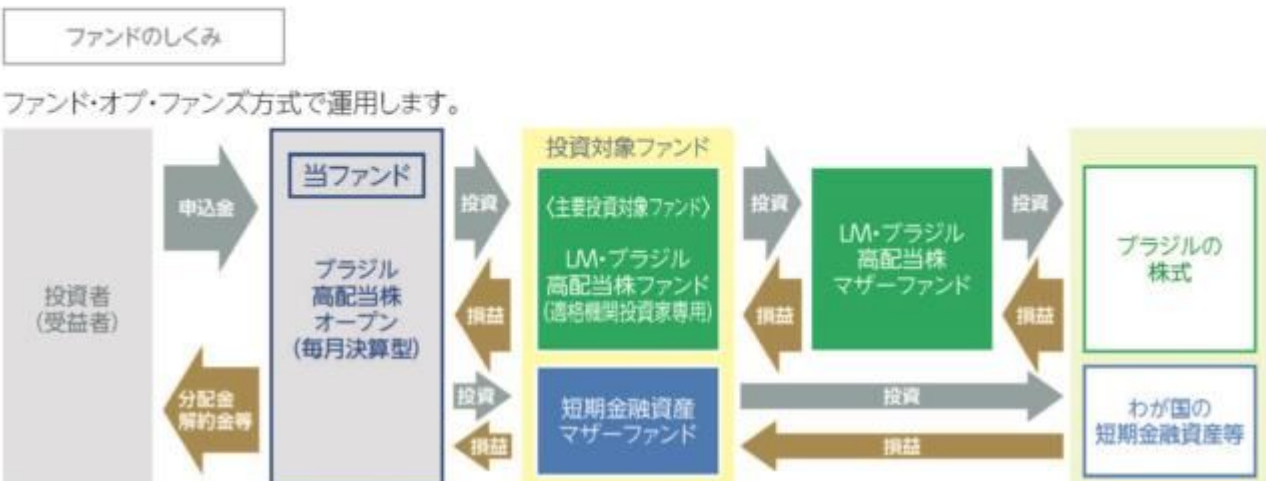 ファンドのしくみ
ファンド・オブ・ファンズ方式で運用します。
投資者
(受益者)
申込金
分配金
解約金等
当ファンド
ブラジル
高配当株
オープン
(毎月決算型)
投資
損益
投資
損益
投資対象ファンド
〈主要投資対象ファンド〉
LM・ブラジル
高配当株ファンド
(適格機関投資家専用)
短期金融資産
マザーファンド
投資
損益
LM・ブラジル
高配当株
マザーファンド
投資
損益
投資
損益
ブラジルの
株式
わが国の
短期金融資産等